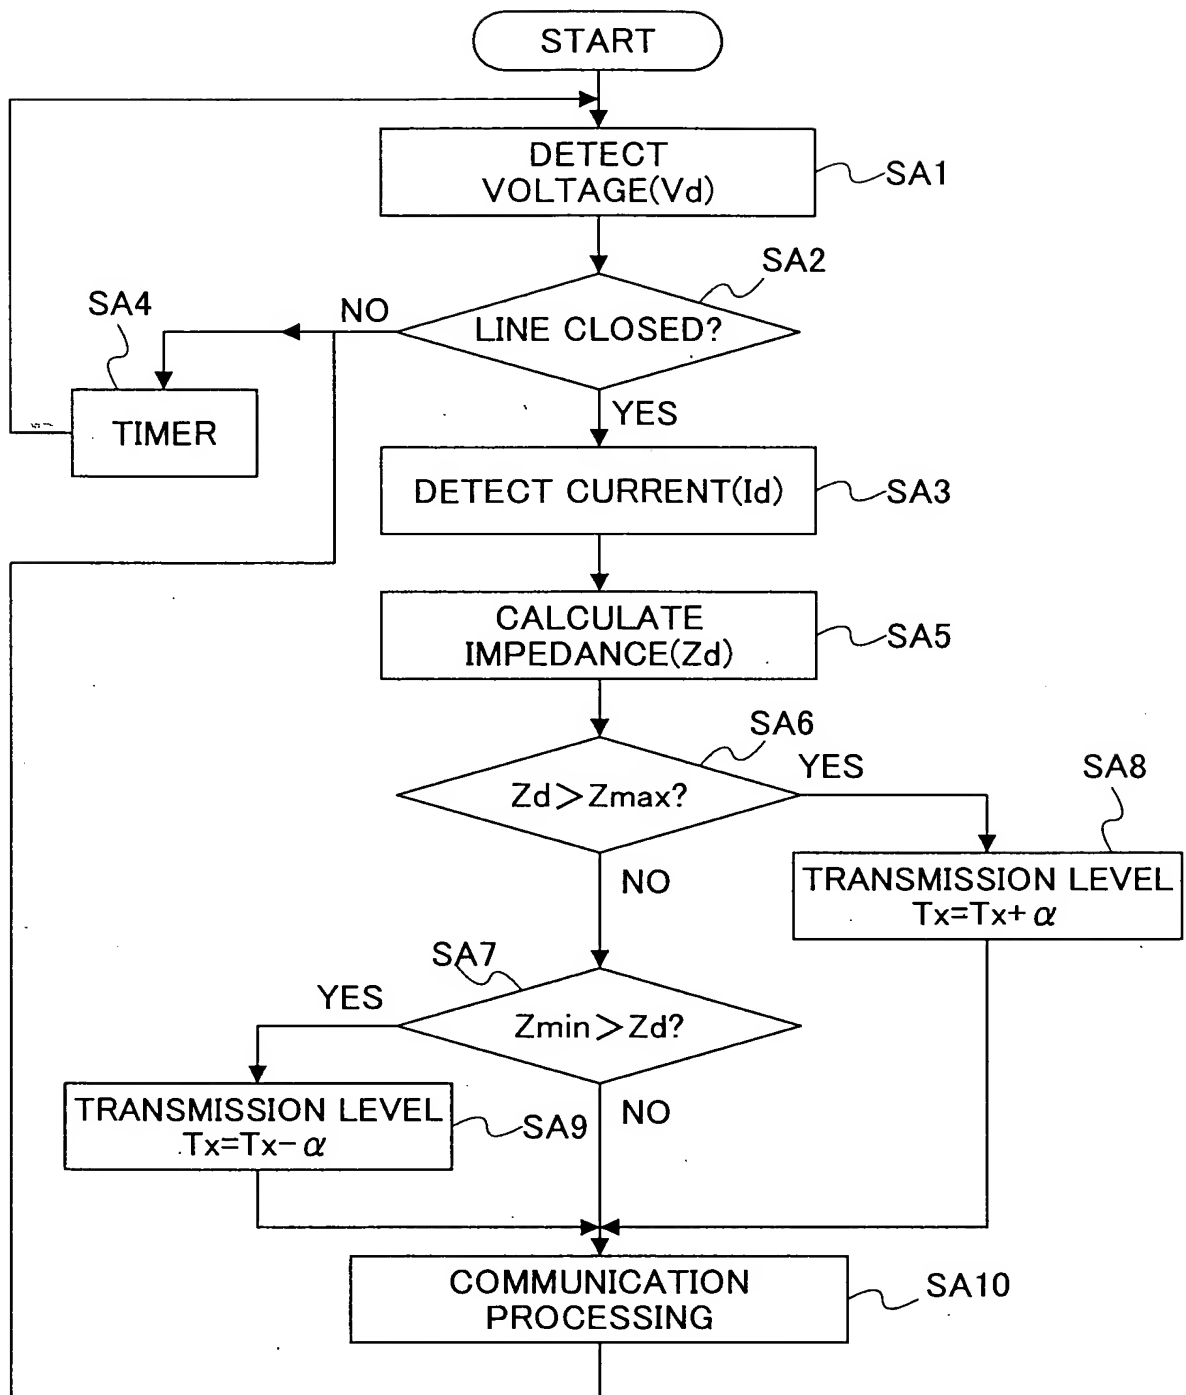 START
DETECT
VOLTAGE(Vd)
SA1
SA2
LINE CLOSED?
NO
SA4
TIMER
YES
DETECT CURRENT(Id)
SA3
CALCULATE
IMPEDANCE(Zd)
SA5
SA6
Zd>Zmax?
YES
SA8
TRANSMISSION LEVEL
Tx=Tx+α
NO
SA7
Zmin>Zd?
YES
TRANSMISSION LEVEL
Tx=Tx-α
SA9
NO
COMMUNICATION
PROCESSING
SA10